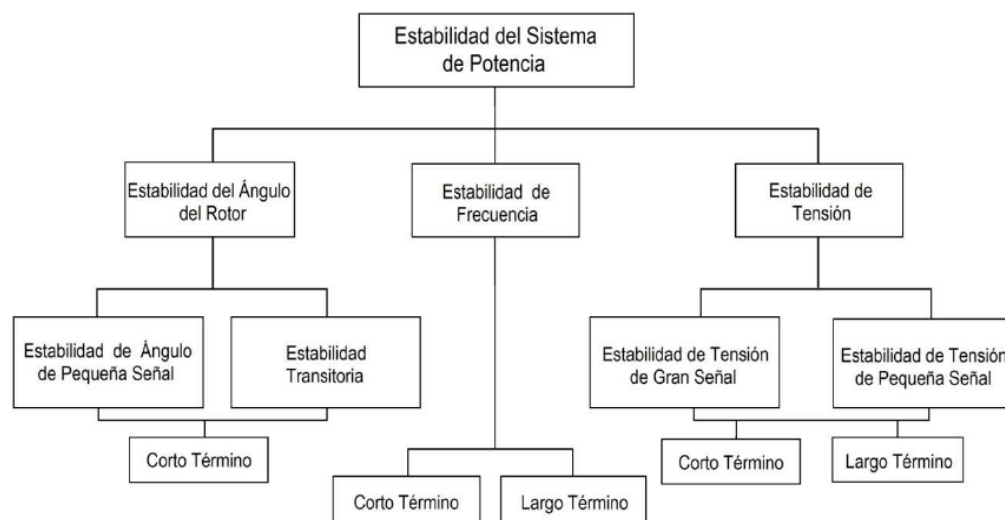 Estabilidad del Sistema
de Potencia
Estabilidad del Ángulo
del Rotor
Estabilidad de
Frecuencia
Estabilidad de
Tensión
Estabilidad de Ángulo
de Pequeña Señal
Estabilidad
Transitoria
Estabilidad de Tensión
de Gran Señal
Estabilidad de Tensión
de Pequeña Señal
Corto Término
Corto Término
Largo Término
Corto Término
Largo Término